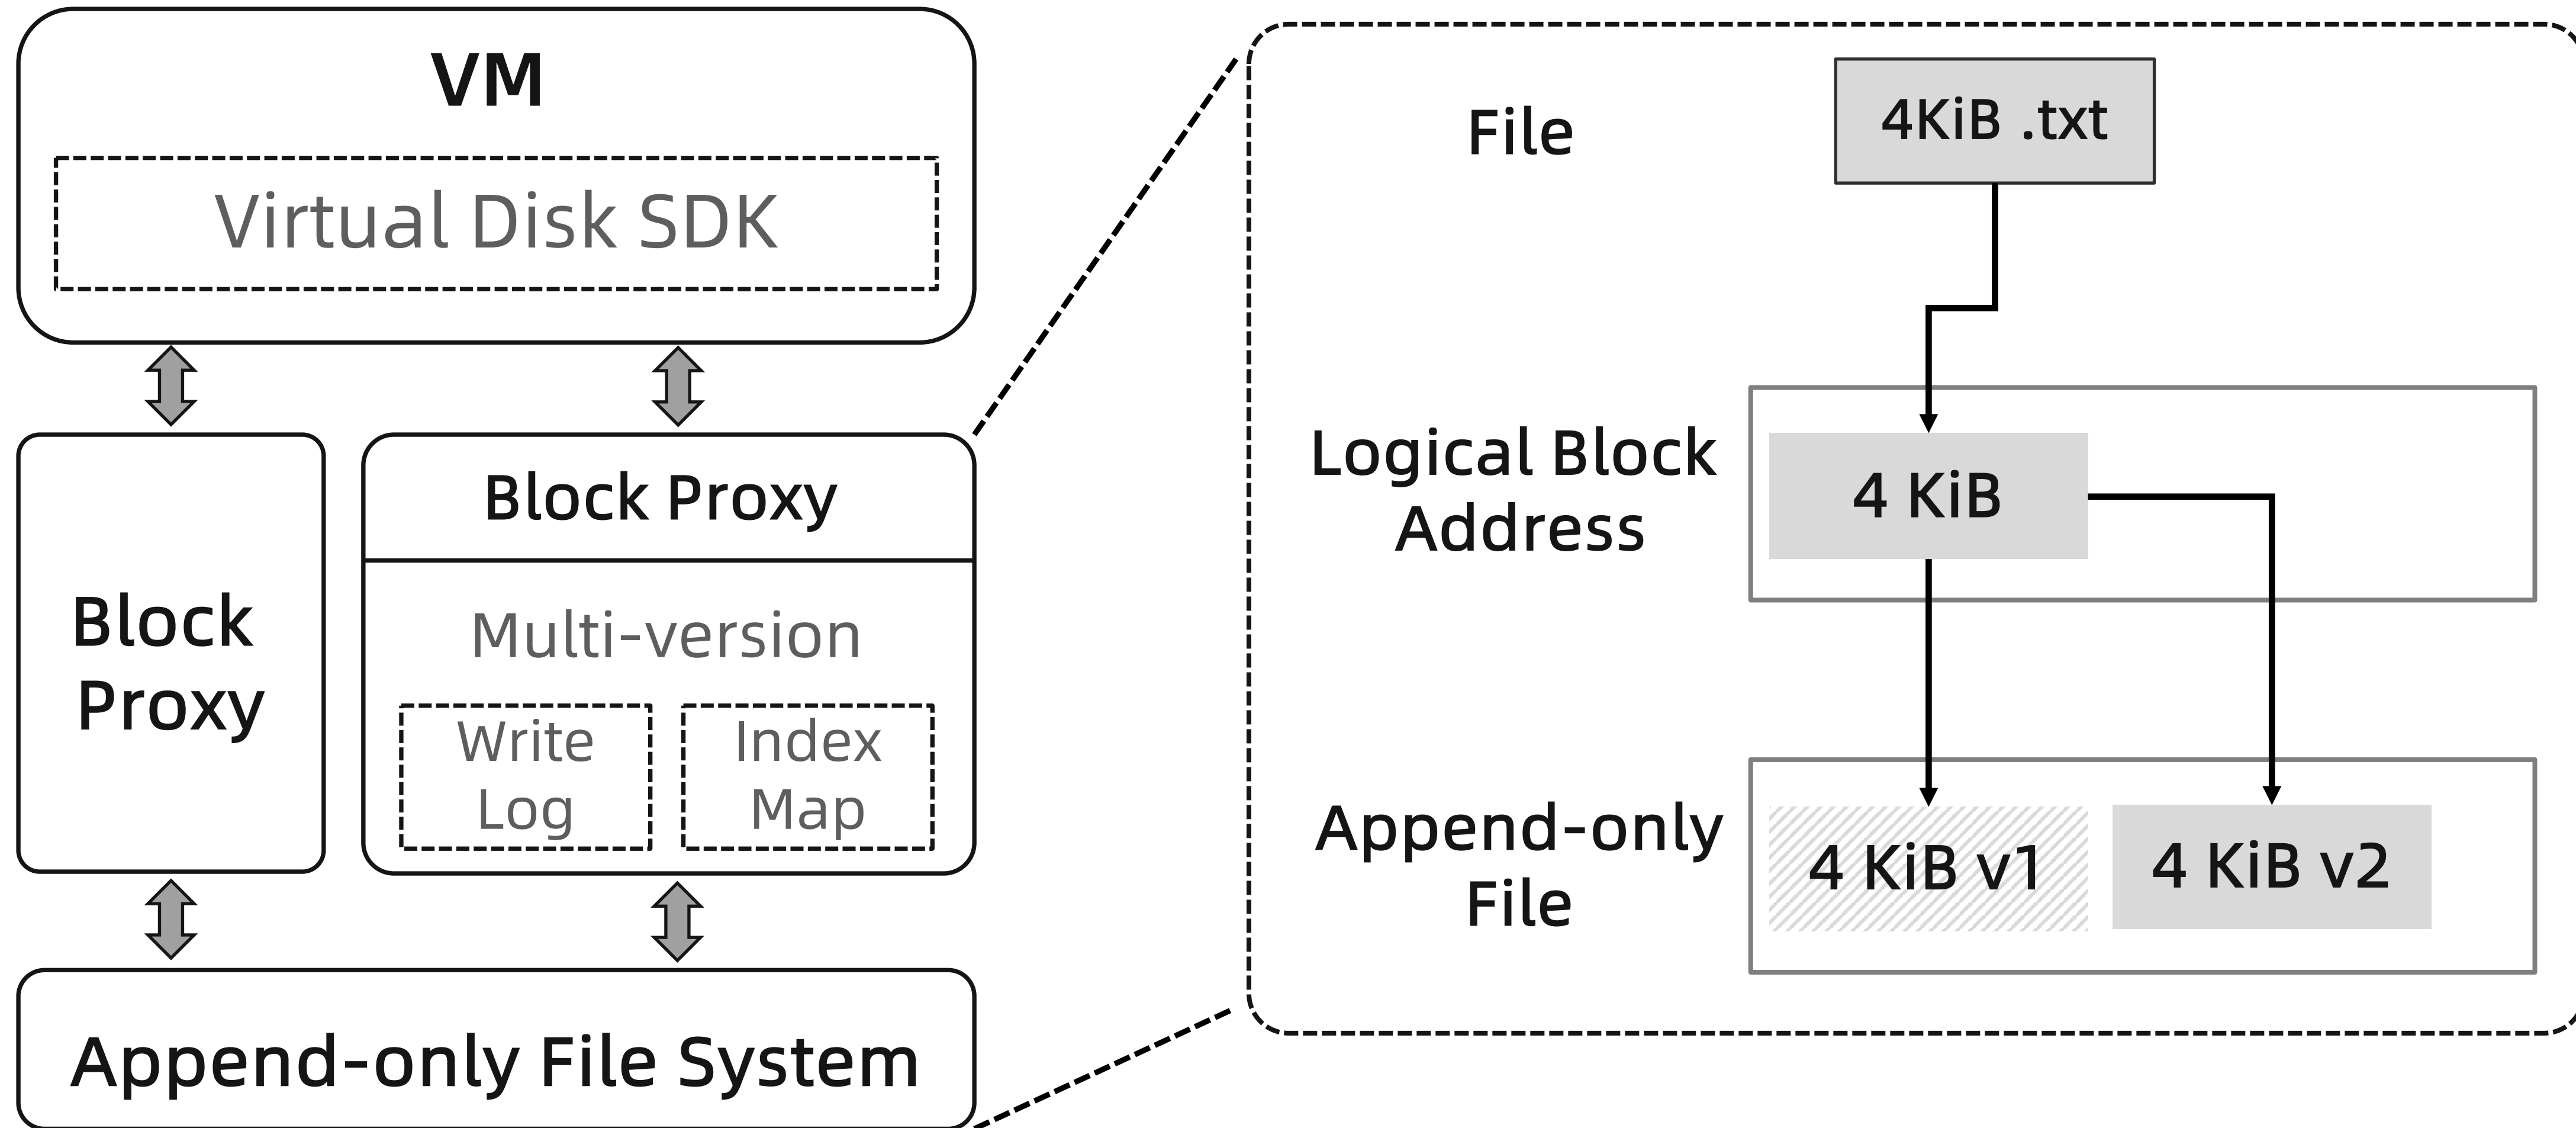 VM
Virtual Disk SDK
Block
Proxy
Block Proxy
Multi-version
Write
Log
Index
Map
Append-only File System
File
4KiB .txt
Logical Block
Address
4 KiB
Append-only
File
4 KiB v1
4 KiB v2